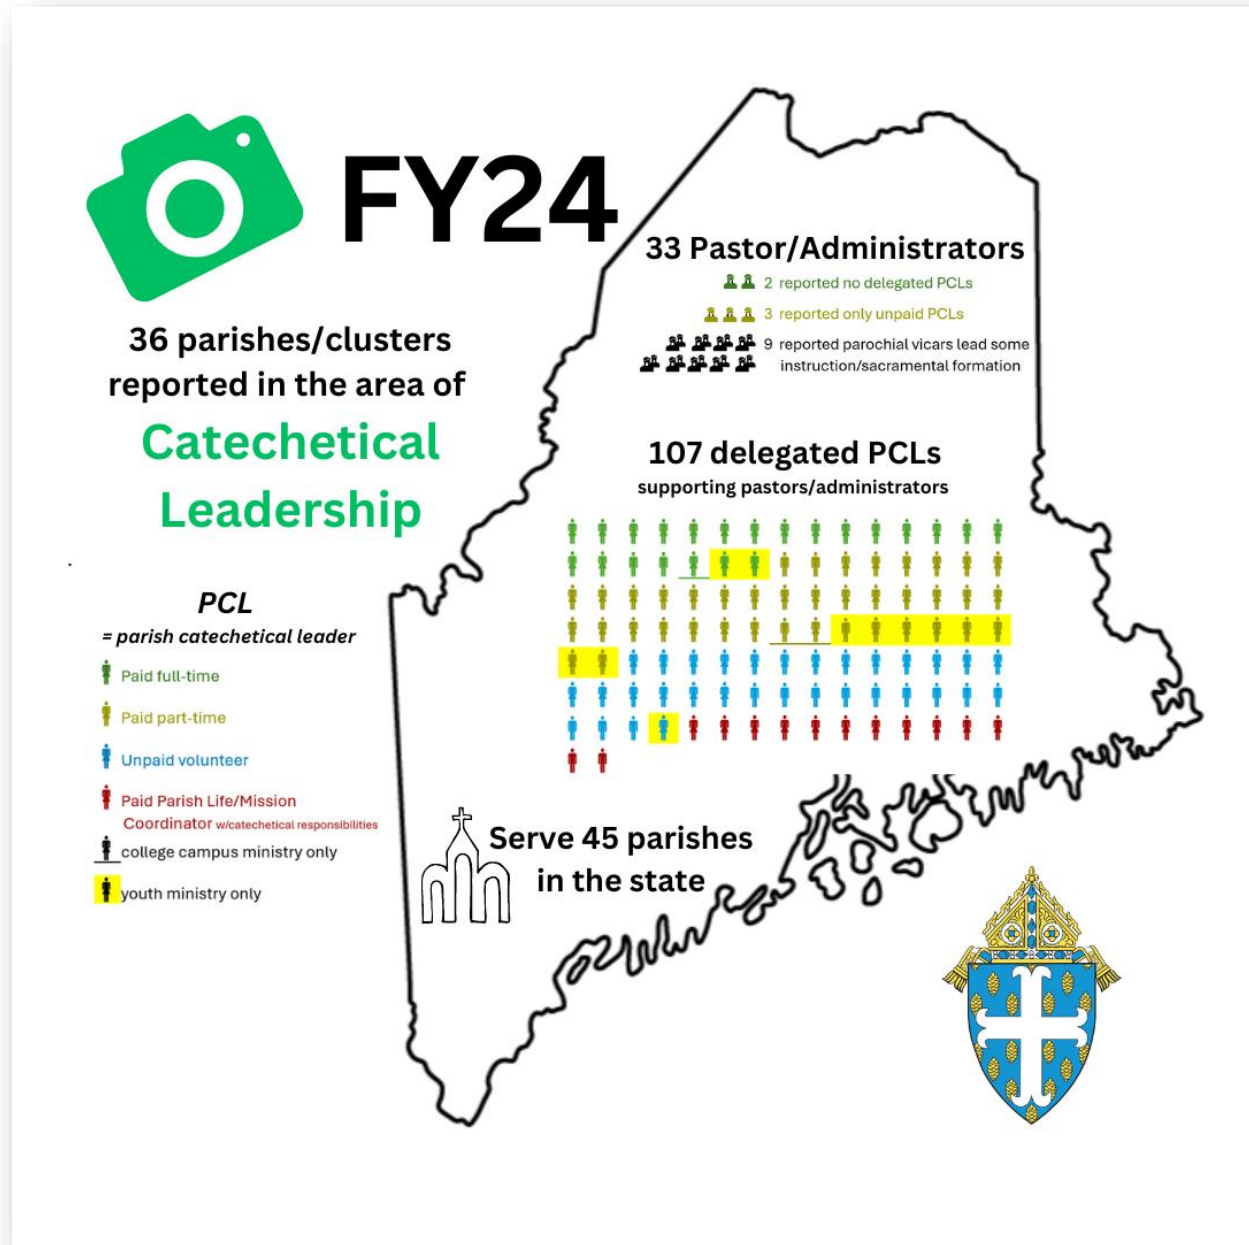 FY24
36 parishes/clusters
reported in the area of
Catechetical
Leadership
PCL
= parish catechetical leader
Paid full-time
Paid part-time
Unpaid volunteer
Paid Parish Life/Mission
Coordinator w/catechetical responsibilities
college campus ministry only
youth ministry only
33 Pastor/Administrators
2 reported no delegated PCLs
3 reported only unpaid PCLs
9 reported parochial vicars lead some
instruction/sacramental formation
107 delegated PCLs
supporting pastors/administrators
Serve 45 parishes
in the state